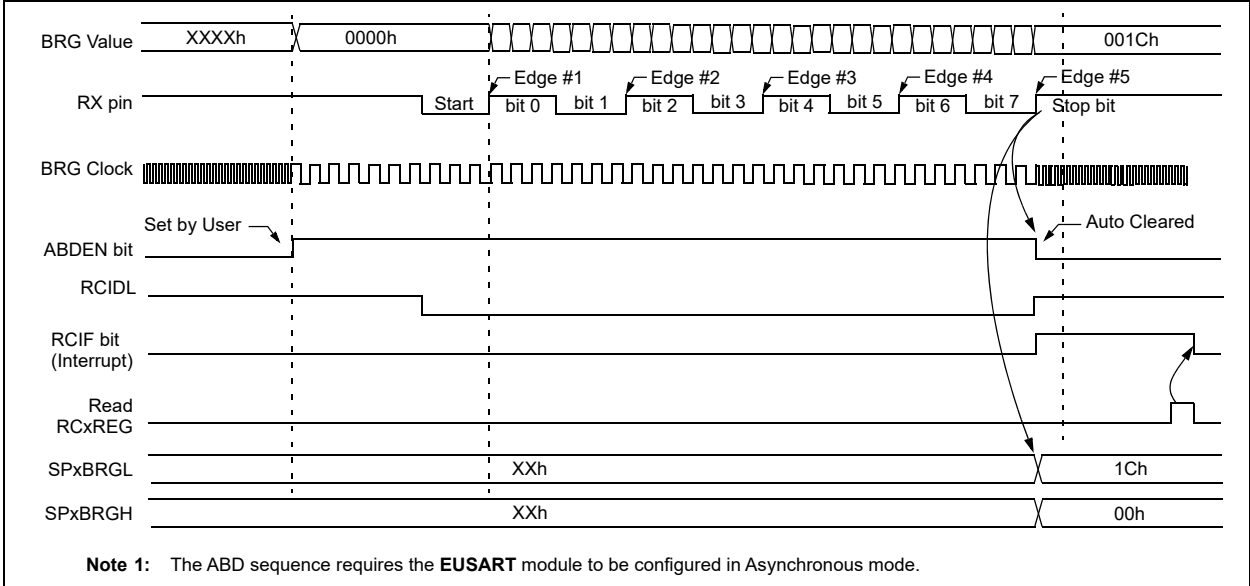 BRG Value XXXXh 0000h 001Ch
Edge #1 Edge #2 Edge #3 Edge #4 Edge #5
RX pin Start bit 0 bit 1 bit 2 bit 3 bit 4 bit 5 bit 6 bit 7 Stop bit
BRG Clock
Set by User Auto Cleared
ABDEN bit
RCIDL
RCIF bit
(Interrupt)
Read
RCxREG
SPxBRGL XXh 1Ch
SPxBRGH XXh 00h
Note 1: The ABD sequence requires the EUSART module to be configured in Asynchronous mode.